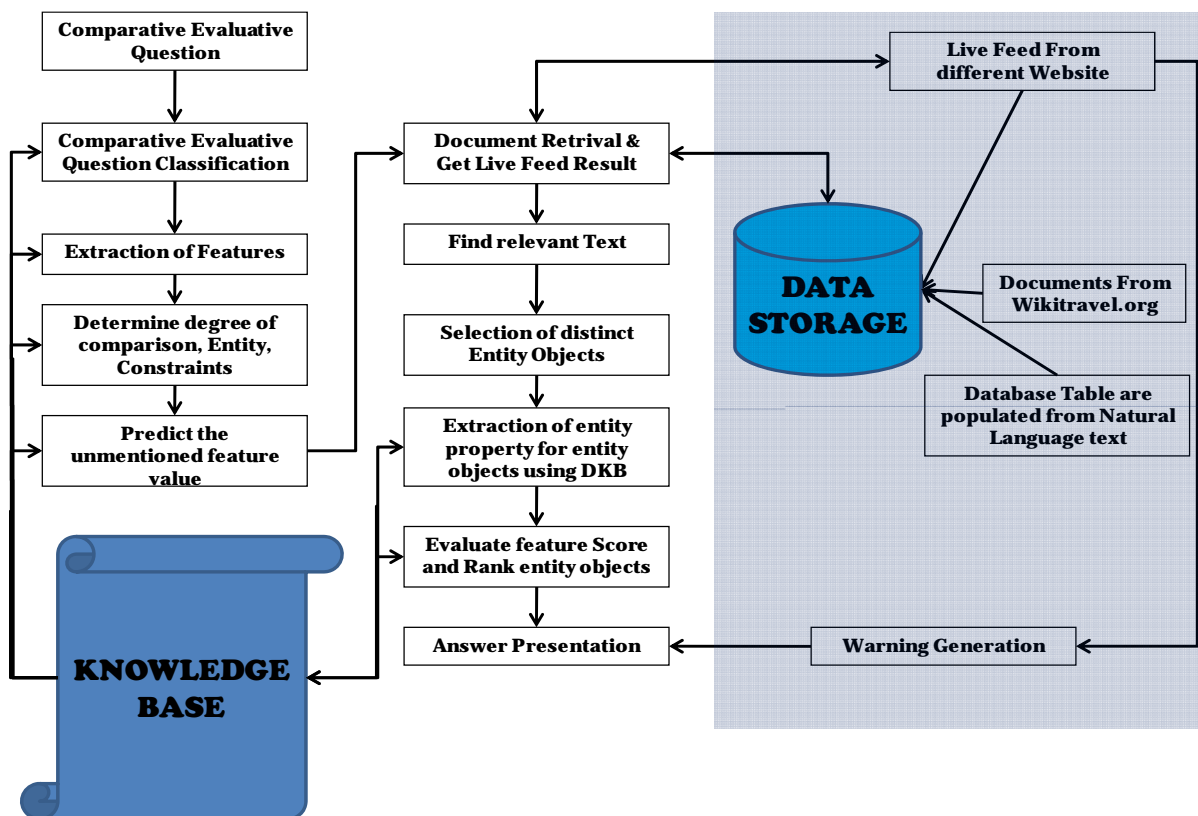 Comparative Evaluative
Question
Comparative Evaluative
Question Classification
Extraction of Features
Determine degree of
comparison, Entity,
Constraints
Predict the
unmentioned feature
value
KNOWLEDGE
BASE
Document Retrival &
Get Live Feed Result
Find relevant Text
Selection of distinct
Entity Objects
Extraction of entity
property for entity
objects using DKB
Evaluate feature Score
and Rank entity objects
Answer Presentation
Live Feed From
different Website
DATA
STORAGE
Documents From
Wikitravel.org
Database Table are
populated from Natural
Language text
Warning Generation